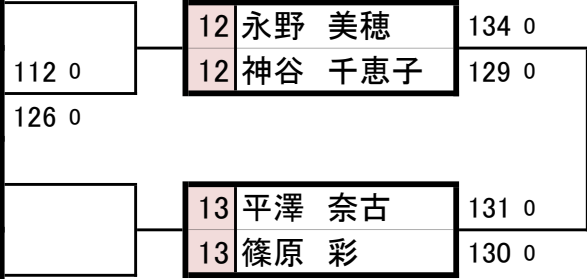 12 永野 美穂 134 0
112 0 12 神谷 千恵子 129 0
126 0
13 平澤 奈古 131 0
13 篠原 彩 130 0